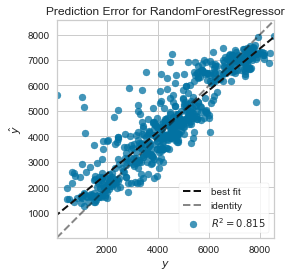 Prediction Error for RandomForestRegressor
8000
7000
6000
5000
4000
3000
2000
1000
ŷ
best fit
identity
R² = 0.815
2000 4000 6000 8000
y